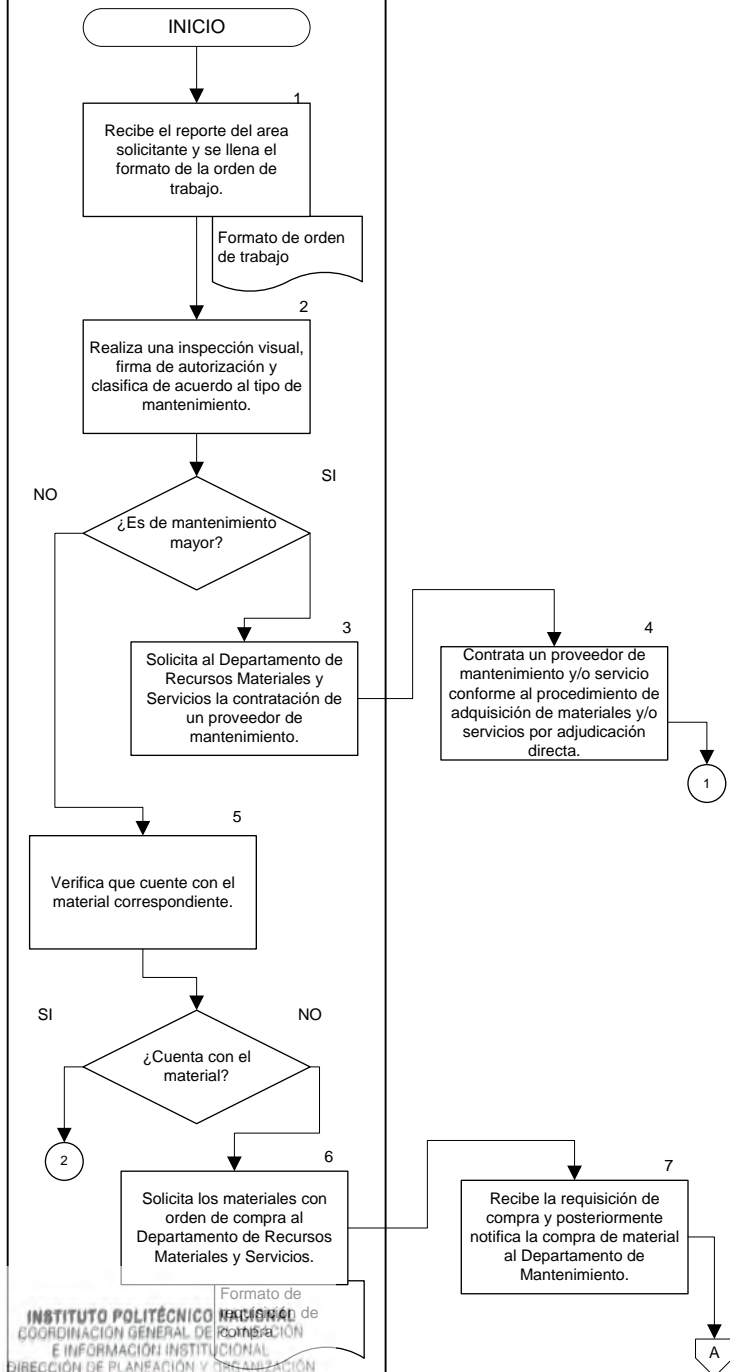 INICIO
1
Recibe el reporte del area
solicitante y se llena el
formato de la orden de
trabajo.
Formato de orden
de trabajo
2
Realiza una inspección visual,
firma de autorización y
clasifica de acuerdo al tipo de
mantenimiento.
SI
NO
¿Es de mantenimiento
mayor?
3
Solicita al Departamento de
Recursos Materiales y
Servicios la contratación de
un proveedor de
mantenimiento.
4
Contrata un proveedor de
mantenimiento y/o servicio
conforme al procedimiento de
adquisición de materiales y/o
servicios por adjudicación
directa.
1
5
Verifica que cuente con el
material correspondiente.
SI
NO
¿Cuenta con el
material?
2
6
Solicita los materiales con
orden de compra al
Departamento de Recursos
Materiales y Servicios.
7
Recibe la requisición de
compra y posteriormente
notifica la compra de material
al Departamento de
Mantenimiento.
Formato de
requisición de
compra
A
INSTITUTO POLITÉCNICO NACIONAL
COORDINACIÓN GENERAL DE PLANEACIÓN
E INFORMACIÓN INSTITUCIONAL
DIRECCIÓN DE PLANEACIÓN Y ORGANIZACIÓN